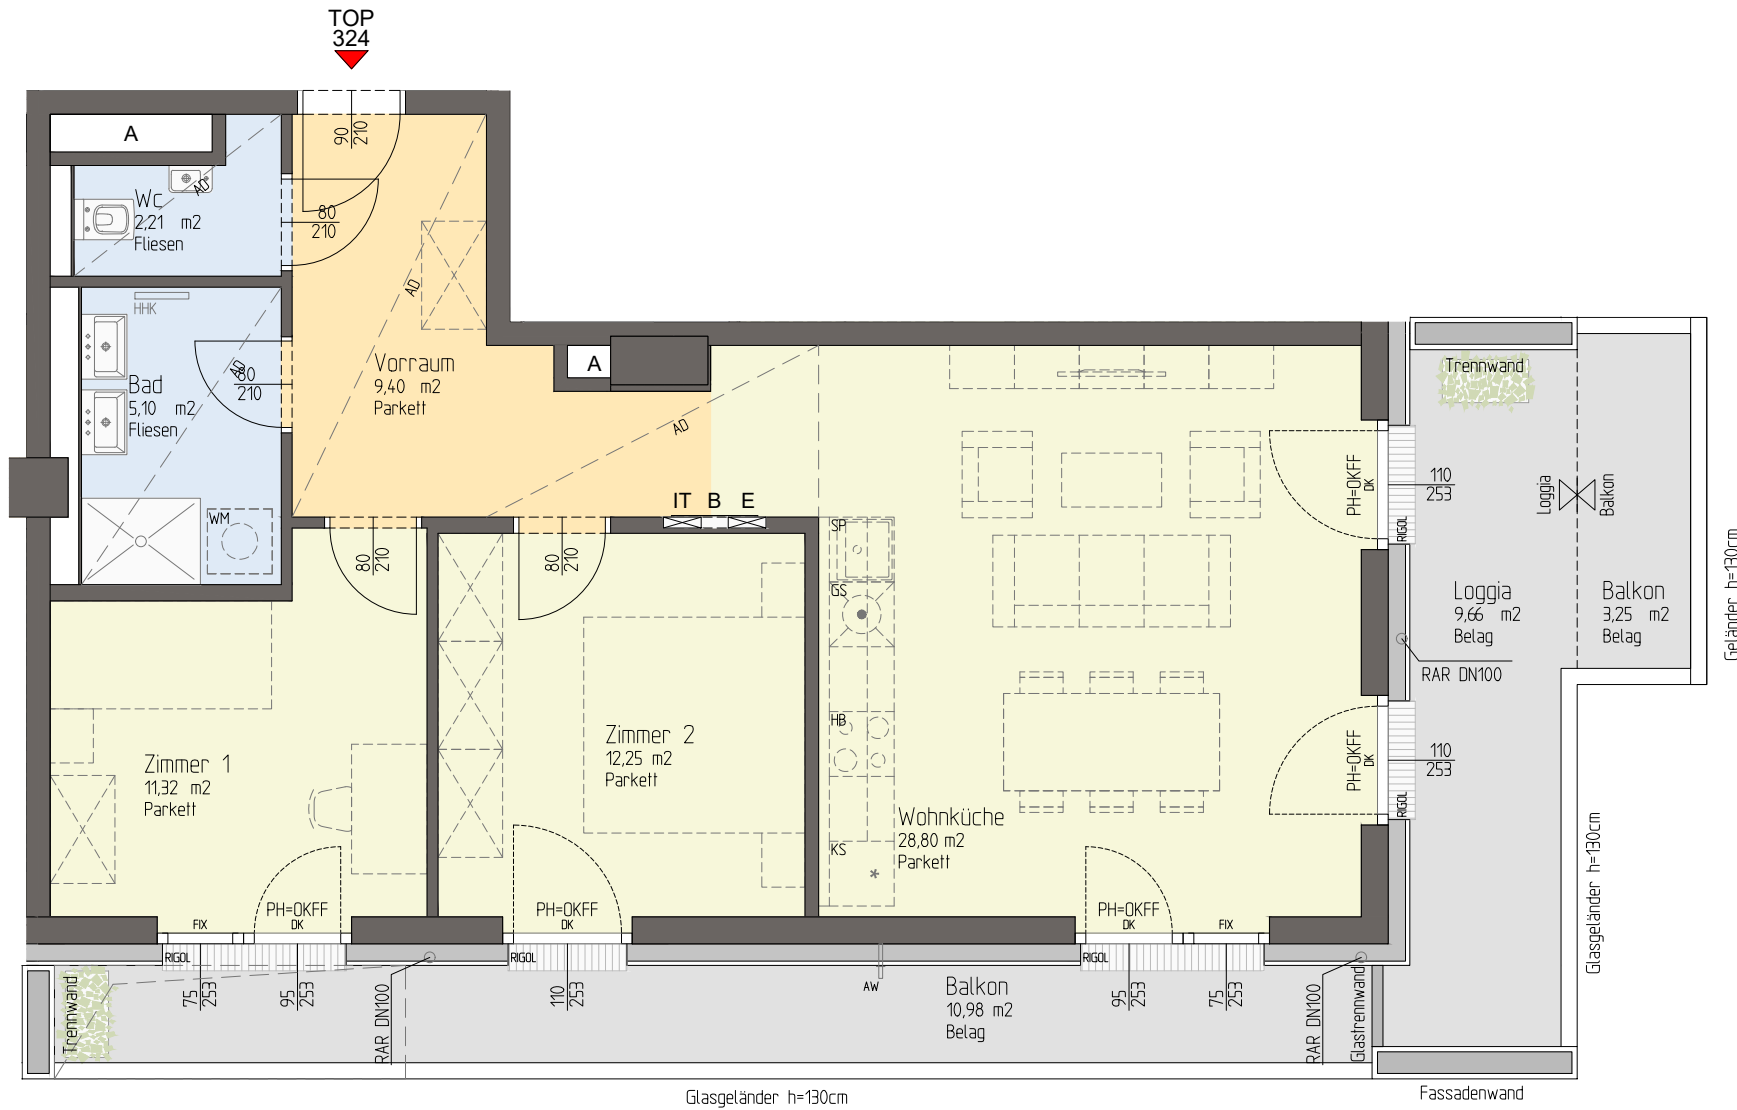 TOP
324
90
210
A
Wc
2,21 m2
Fliesen
AD
80
210
AD
HHK
Bad
5,10 m2
Fliesen
AD
80
210
WM
Vorraum
9,40 m2
Parkett
A
AD
IT B E
80
210
80
210
Zimmer 1
11,32 m2
Parkett
Zimmer 2
12,25 m2
Parkett
SP
GS
HB
KS
*
Wohnküche
28,80 m2
Parkett
PH=OKFF
DK
110
253
RIGOL
PH=OKFF
DK
110
253
RIGOL
Trennwand
Loggia
Balkon
Loggia
9,66 m2
Belag
Balkon
3,25 m2
Belag
RAR DN100
Geländer h=130cm
Glasgeländer h=130cm
FIX
PH=OKFF
DK
PH=OKFF
DK
PH=OKFF
DK
FIX
RIGOL
RIGOL
RIGOL
Trennwand
75
253
95
253
RAR DN100
110
253
AW
Balkon
10,98 m2
Belag
95
253
75
253
RAR DN100
Glastrennwand
Glasgeländer h=130cm
Fassadenwand